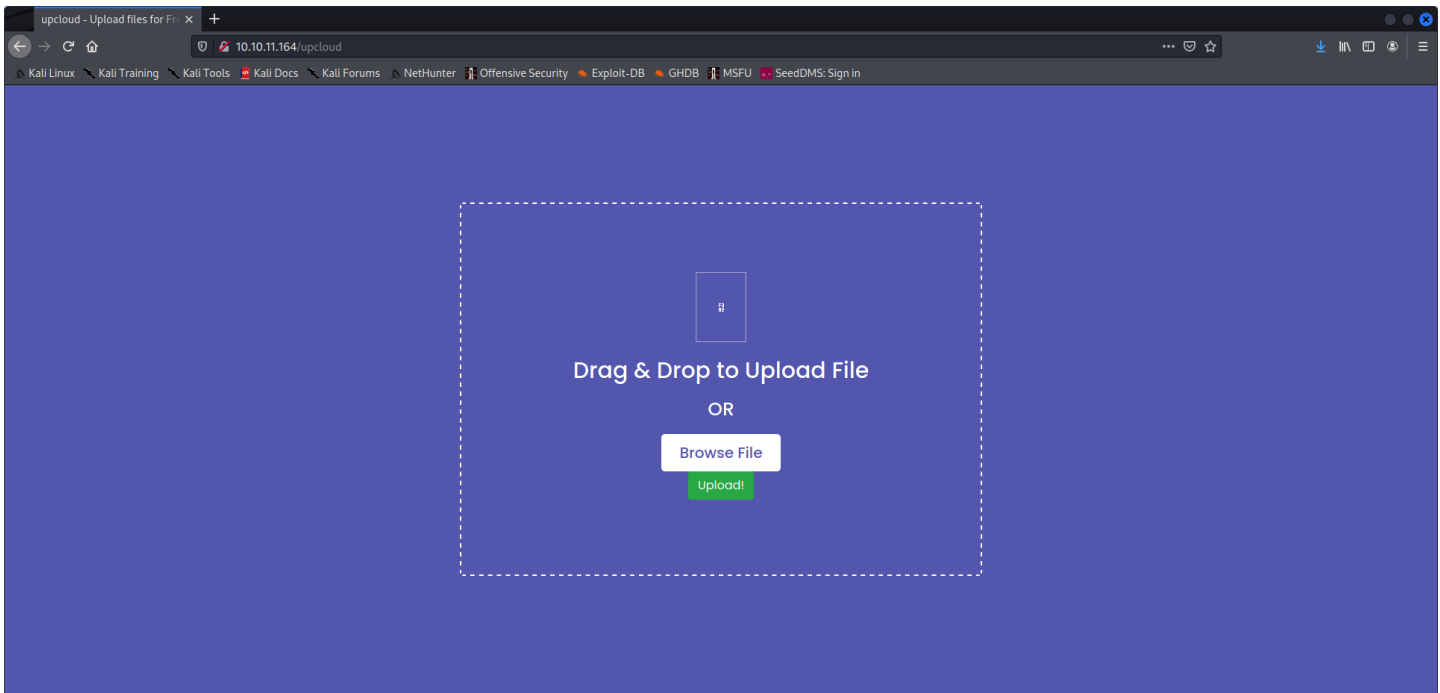 upcloud - Upload files for Fr
10.10.11.164/upcloud
Kali Linux Kali Training Kali Tools Kali Docs Kali Forums NetHunter Offensive Security Exploit-DB GHDB MSFU SeedDMS: Sign in
Drag & Drop to Upload File
OR
Browse File
Upload!